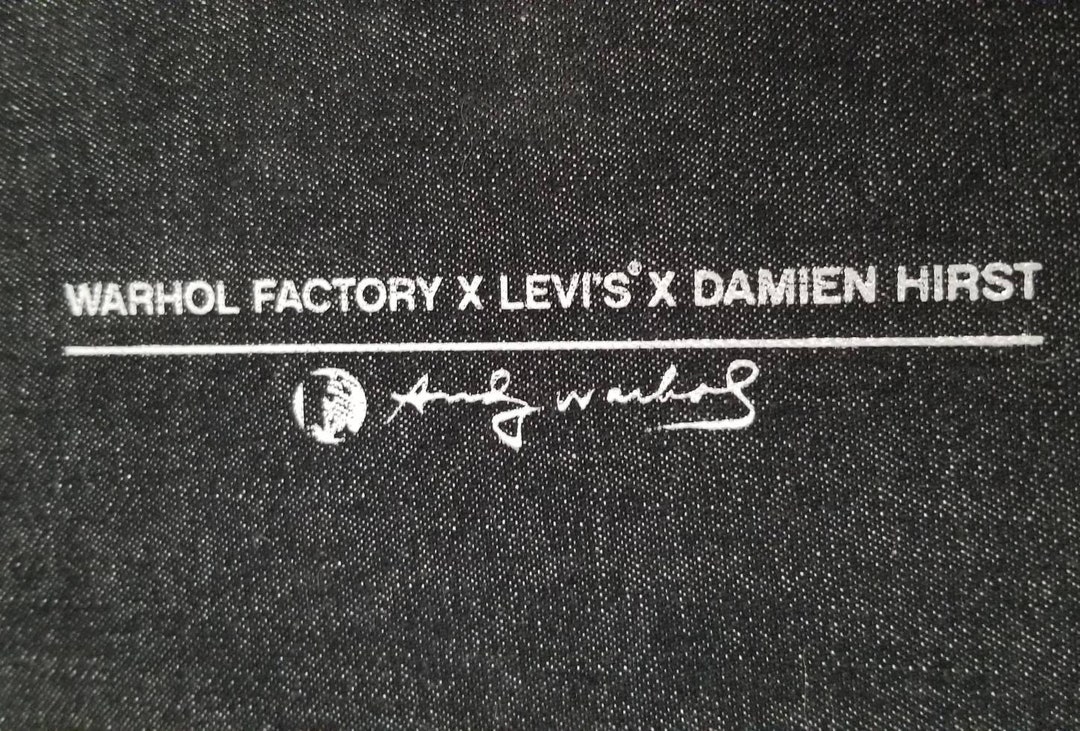 WARHOL FACTORY X LEVI'S® X DAMIEN HIRST
Andy Warhol